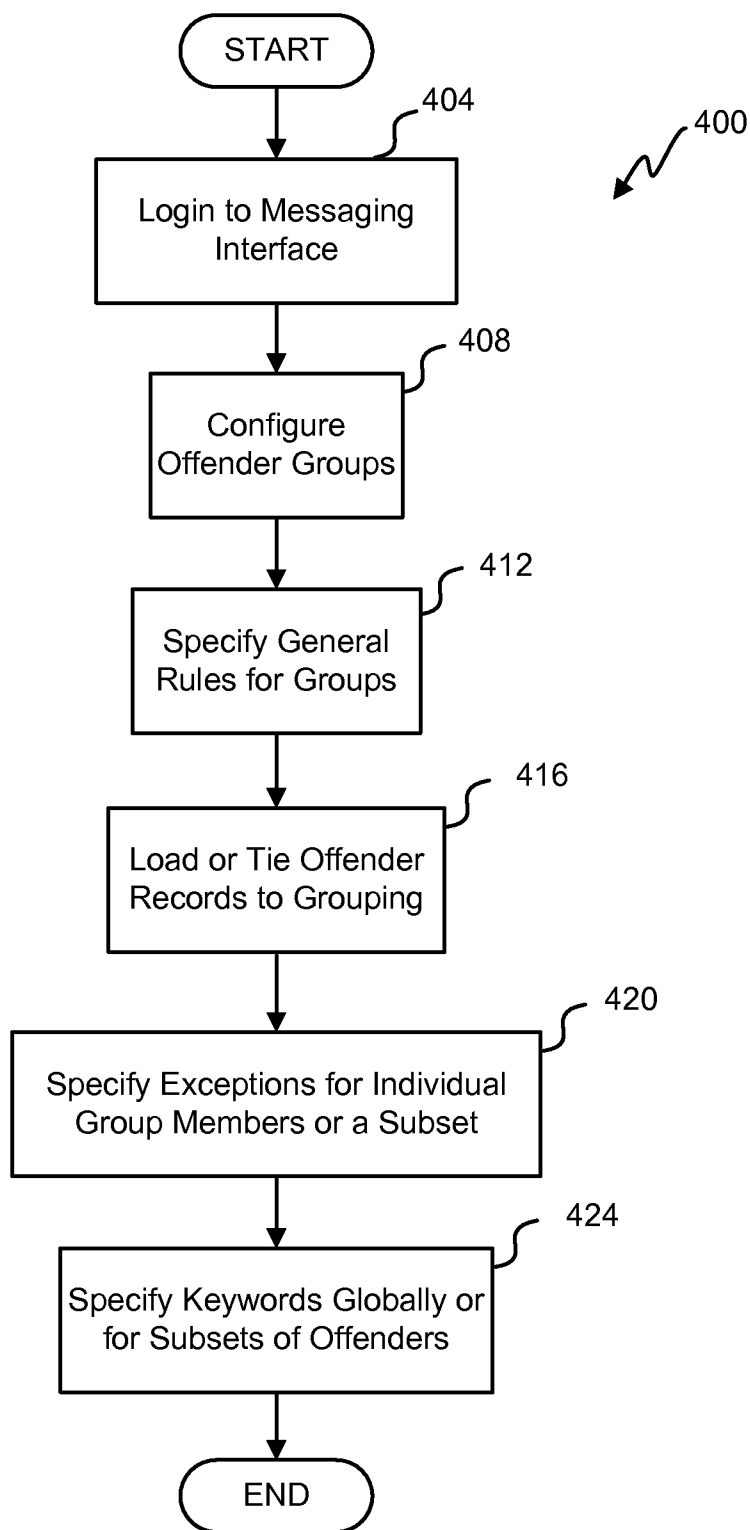 START
404
400
Login to Messaging
Interface
408
Configure
Offender Groups
412
Specify General
Rules for Groups
416
Load or Tie Offender
Records to Grouping
420
Specify Exceptions for Individual
Group Members or a Subset
424
Specify Keywords Globally or
for Subsets of Offenders
END